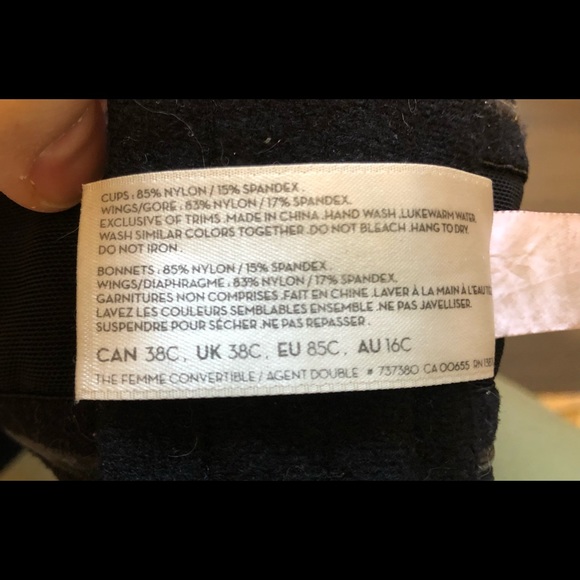 CUPS : 85% NYLON / 15% SPANDEX .
WINGS/GORE : 83% NYLON / 17% SPANDEX .
EXCLUSIVE OF TRIMS .MADE IN CHINA .HAND WASH .LUKEWARM WATER.
WASH SIMILAR COLORS TOGETHER .DO NOT BLEACH .HANG TO DRY.
DO NOT IRON .
BONNETS : 85% NYLON / 15% SPANDEX .
WINGS/DIAPHRAGME : 83% NYLON / 17% SPANDEX .
GARNITURES NON COMPRISES .FAIT EN CHINE .LAVER À LA MAIN À L'EAU
LAVEZ LES COULEURS SEMBLABLES ENSEMBLE .NE PAS JAVELLISER.
SUSPENDRE POUR SÉCHER .NE PAS REPASSER .
CAN 38C, UK 38C, EU 85C, AU 16C
THE FEMME CONVERTIBLE / AGENT DOUBLE # 737380 CA 00655 RN